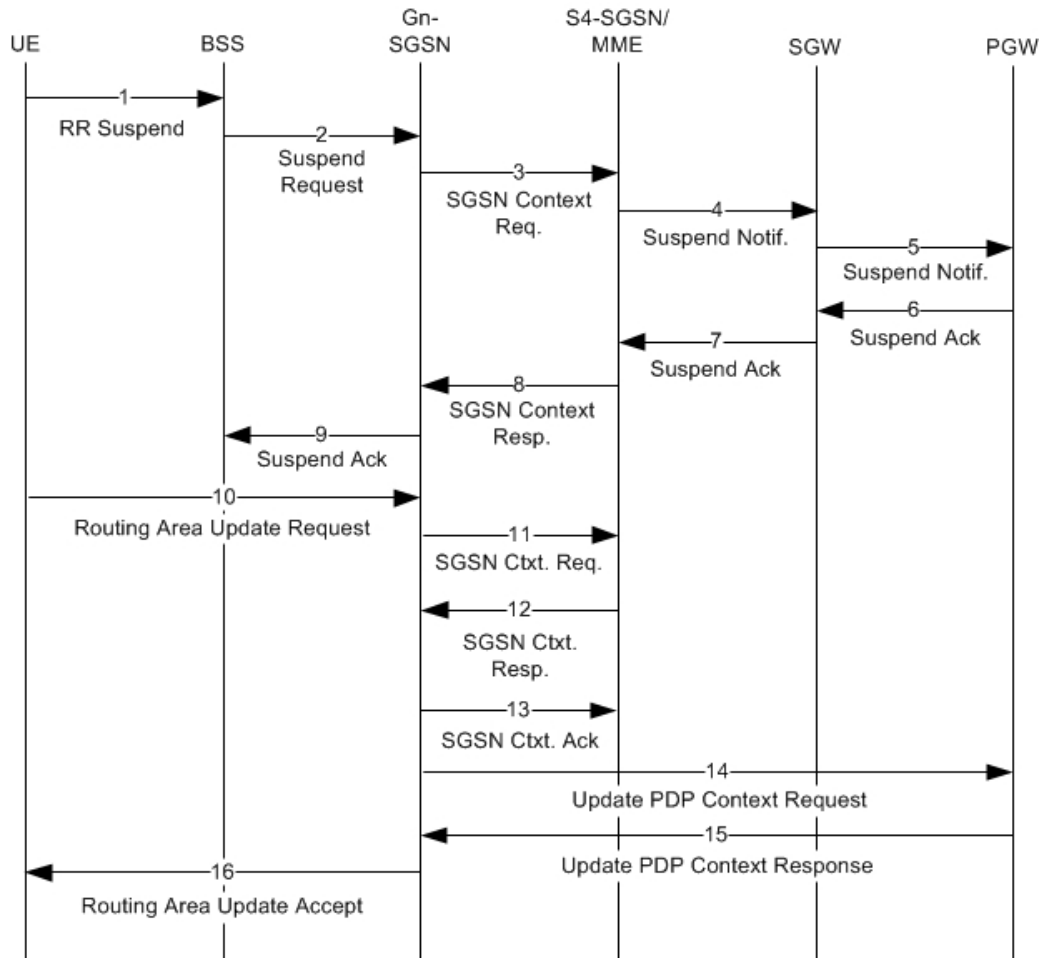 UE
BSS
Gn-
SGSN
S4-SGSN/
MME
SGW
PGW
1
RR Suspend
2
Suspend
Request
3
SGSN Context
Req.
4
Suspend Notif.
5
Suspend Notif.
6
Suspend Ack
7
Suspend Ack
8
SGSN Context
Resp.
9
Suspend Ack
10
Routing Area Update Request
11
SGSN Ctxt. Req.
12
SGSN Ctxt.
Resp.
13
SGSN Ctxt. Ack
14
Update PDP Context Request
15
Update PDP Context Response
16
Routing Area Update Accept